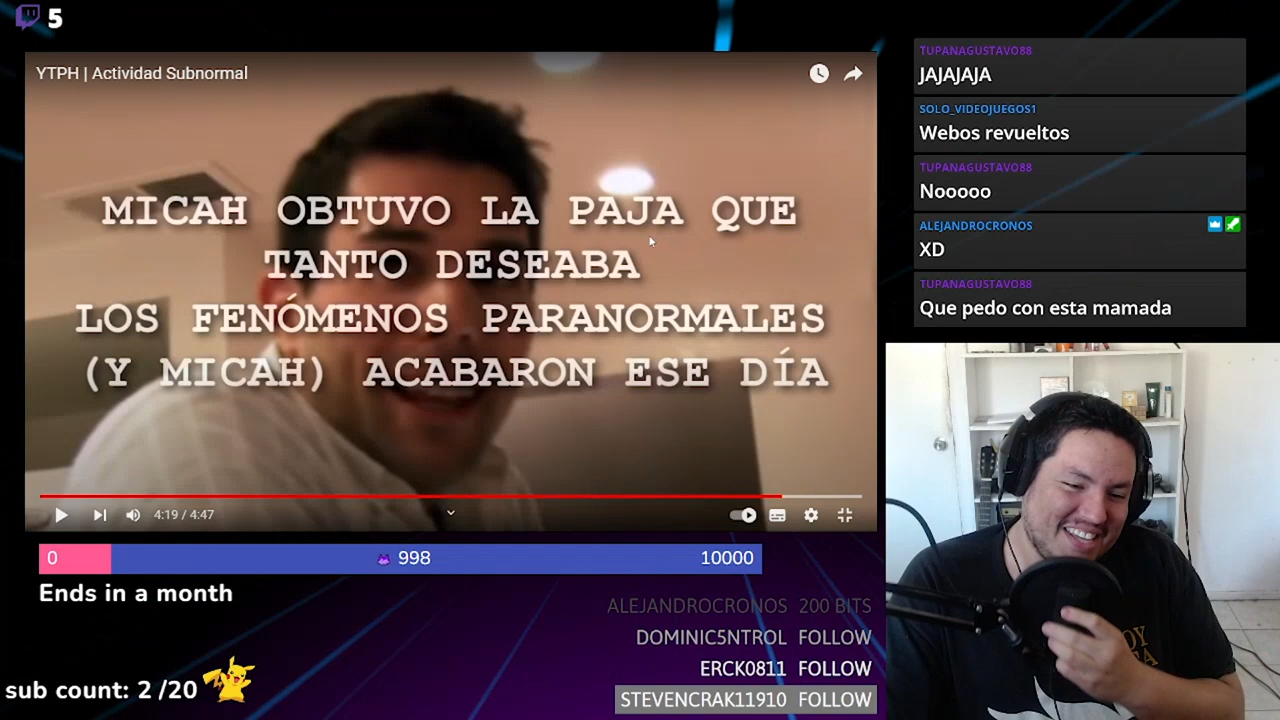 5
YTPH | Actividad Subnormal
MICAH OBTUVO LA PAJA QUE
TANTO DESEABA
LOS FENÓMENOS PARANORMALES
(Y MICAH) ACABARON ESE DÍA
4:19 / 4:47
0
998
10000
Ends in a month
sub count: 2 /20
ALEJANDROCRONOS 200 BITS
DOMINIC5NTROL FOLLOW
ERCK0811 FOLLOW
STEVENCRAK11910 FOLLOW
TUPANAGUSTAVO88
JAJAJAJA
SOLO_VIDEOJUEGOS1
Webos revueltos
TUPANAGUSTAVO88
Nooooo
ALEJANDROCRONOS
XD
TUPANAGUSTAVO88
Que pedo con esta mamada